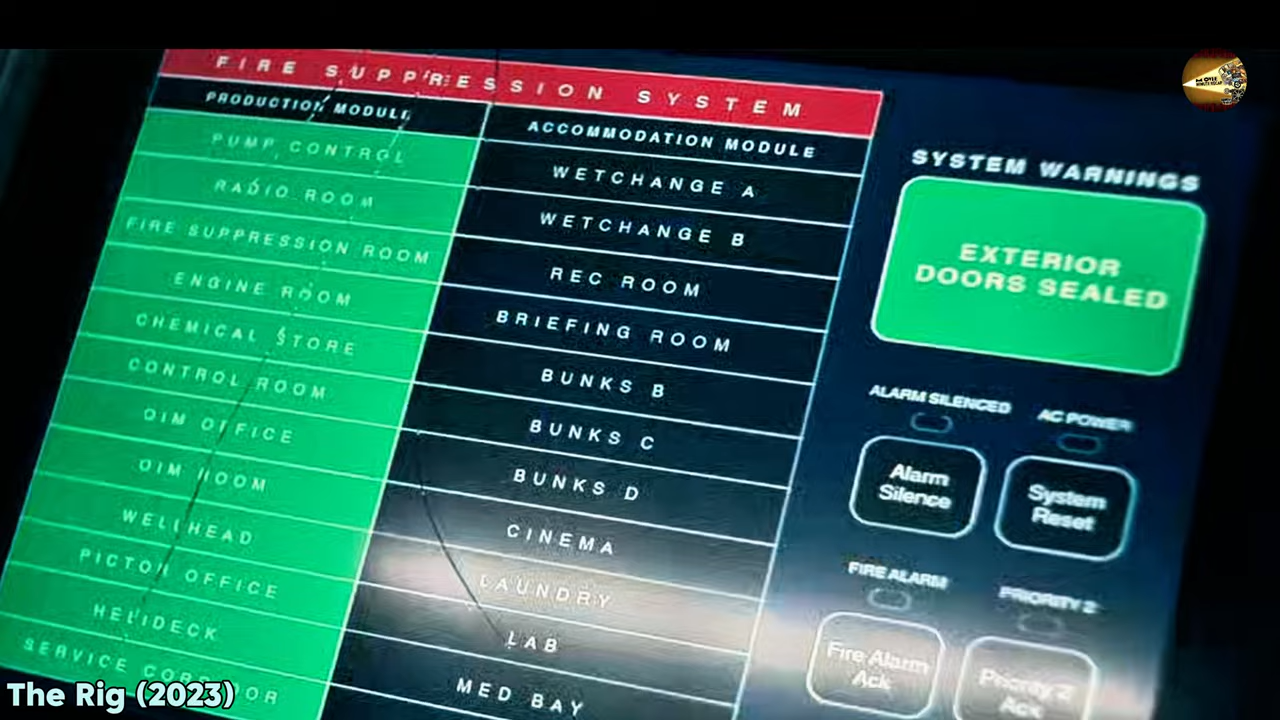 FIRE SUPPRESSION SYSTEM
PRODUCTION MODULE
PUMP CONTROL
RADIO ROOM
FIRE SUPPRESSION ROOM
ENGINE ROOM
CHEMICAL STORE
CONTROL ROOM
OIM OFFICE
OIM ROOM
WELLHEAD
PICTON OFFICE
HELIDECK
SERVICE CORRIDOR
ACCOMMODATION MODULE
WETCHANGE A
WETCHANGE B
REC ROOM
BRIEFING ROOM
BUNKS B
BUNKS C
BUNKS D
CINEMA
LAUNDRY
LAB
MED BAY
SYSTEM WARNINGS
EXTERIOR
DOORS SEALED
ALARM SILENCED
AC POWER
Alarm
Silence
System
Reset
FIRE ALARM
PRIORITY 2
Fire Alarm
Ack
Priority 2
Ack
The Rig (2023)